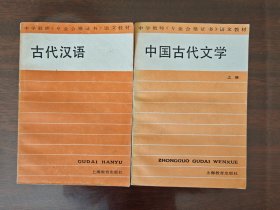 中学教师《专业合格证书》语文教材
古代汉语
GUDAI HANYU
上海教育出版社
中学教师《专业合格证书》语文教材
中国古代文学
上册
ZHONGGUO GUDAI WENXUE
上海教育出版社